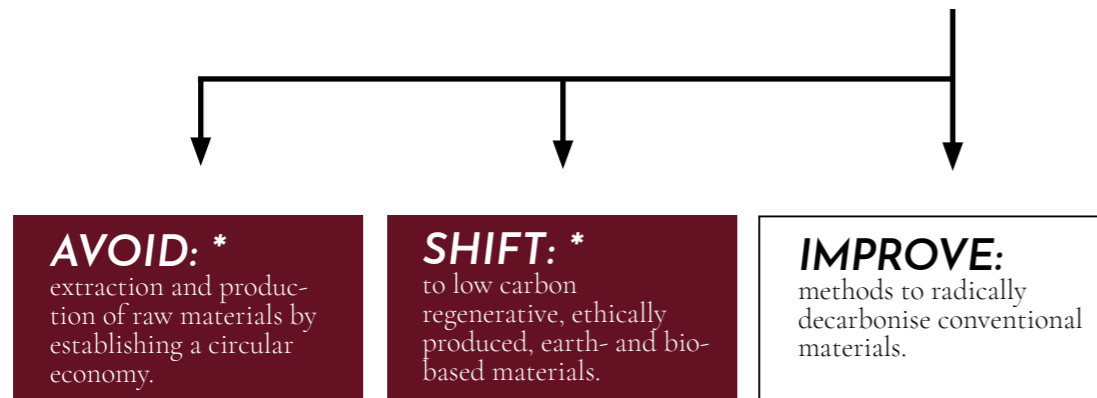 AVOID: *
extraction and produc-
tion of raw materials by
establishing a circular
economy.
SHIFT: *
to low carbon
regenerative, ethically
produced, earth- and bio-
based materials.
IMPROVE:
methods to radically
decarbonise conventional
materials.